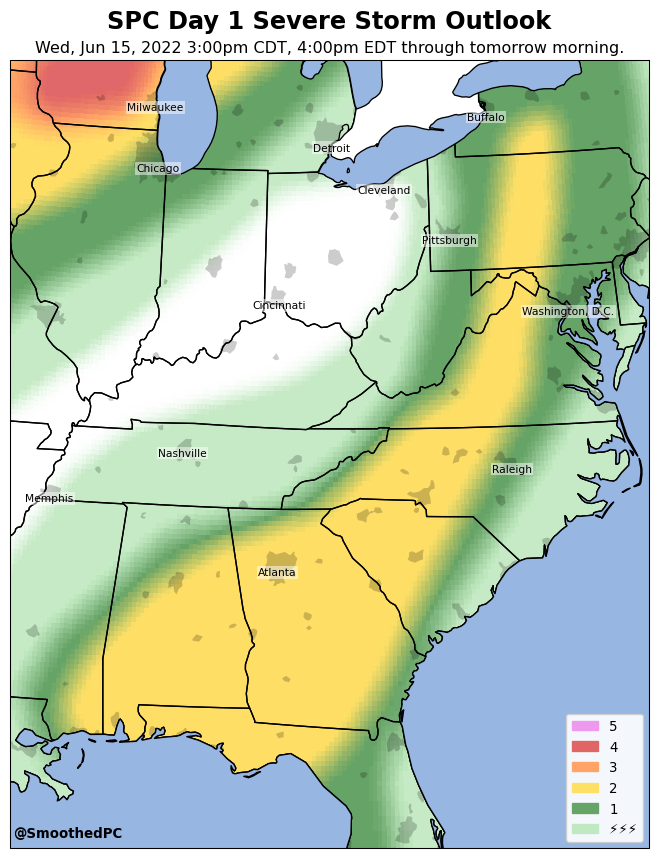 SPC Day 1 Severe Storm Outlook
Wed, Jun 15, 2022 3:00pm CDT, 4:00pm EDT through tomorrow morning.
Milwaukee
Buffalo
Detroit
Chicago
Cleveland
Pittsburgh
Cincinnati
Washington, D.C.
Nashville
Raleigh
Memphis
Atlanta
5
4
3
2
1
⚡⚡⚡
@SmoothedPC